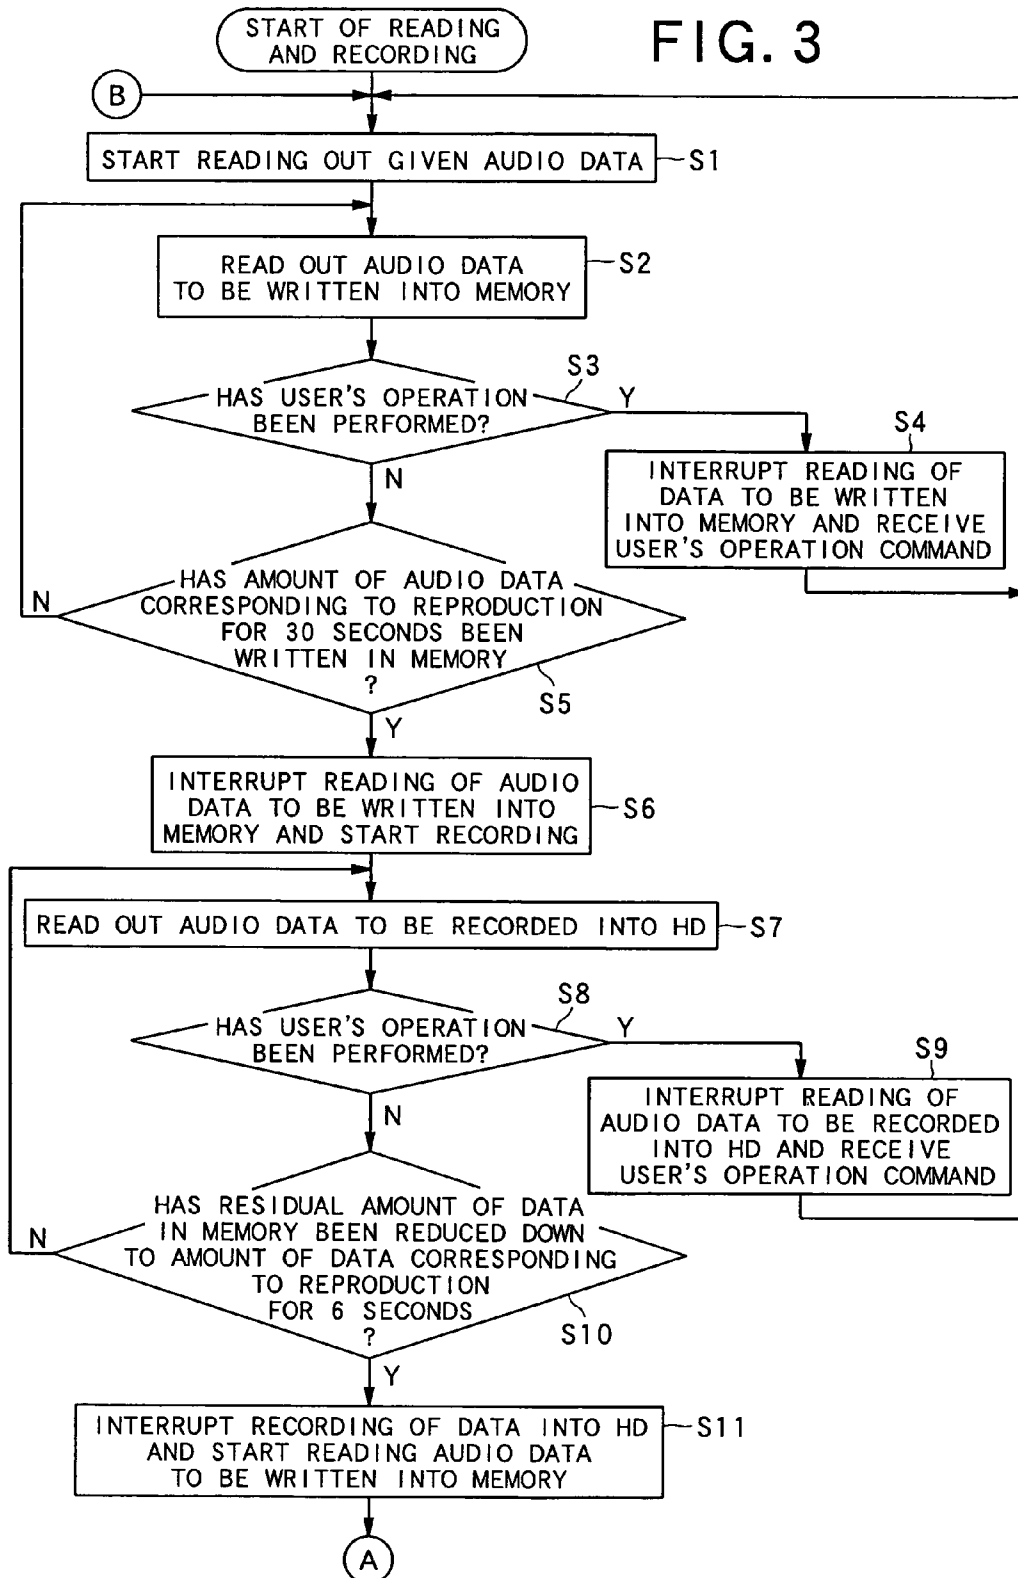 START OF READING
AND RECORDING
FIG. 3
B
START READING OUT GIVEN AUDIO DATA
S1
READ OUT AUDIO DATA
TO BE WRITTEN INTO MEMORY
S2
HAS USER'S OPERATION
BEEN PERFORMED?
S3
Y
N
S4
INTERRUPT READING OF
DATA TO BE WRITTEN
INTO MEMORY AND RECEIVE
USER'S OPERATION COMMAND
HAS AMOUNT OF AUDIO DATA
CORRESPONDING TO REPRODUCTION
FOR 30 SECONDS BEEN
WRITTEN IN MEMORY
?
N
S5
Y
INTERRUPT READING OF AUDIO
DATA TO BE WRITTEN INTO
MEMORY AND START RECORDING
S6
READ OUT AUDIO DATA TO BE RECORDED INTO HD
S7
HAS USER'S OPERATION
BEEN PERFORMED?
S8
Y
N
S9
INTERRUPT READING OF
AUDIO DATA TO BE RECORDED
INTO HD AND RECEIVE
USER'S OPERATION COMMAND
HAS RESIDUAL AMOUNT OF DATA
IN MEMORY BEEN REDUCED DOWN
TO AMOUNT OF DATA CORRESPONDING
TO REPRODUCTION
FOR 6 SECONDS
?
N
S10
Y
INTERRUPT RECORDING OF DATA INTO HD
AND START READING AUDIO DATA
TO BE WRITTEN INTO MEMORY
S11
A